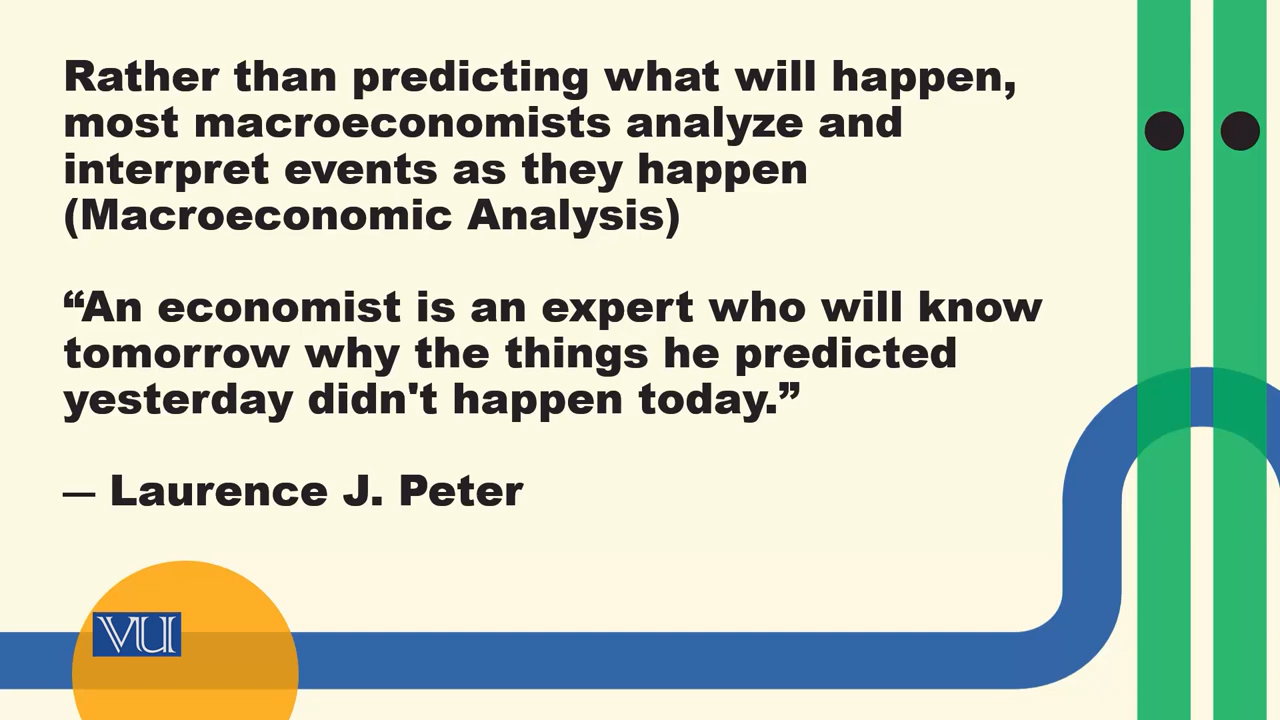 Rather than predicting what will happen,
most macroeconomists analyze and
interpret events as they happen
(Macroeconomic Analysis)
“An economist is an expert who will know
tomorrow why the things he predicted
yesterday didn't happen today.”
— Laurence J. Peter
VU